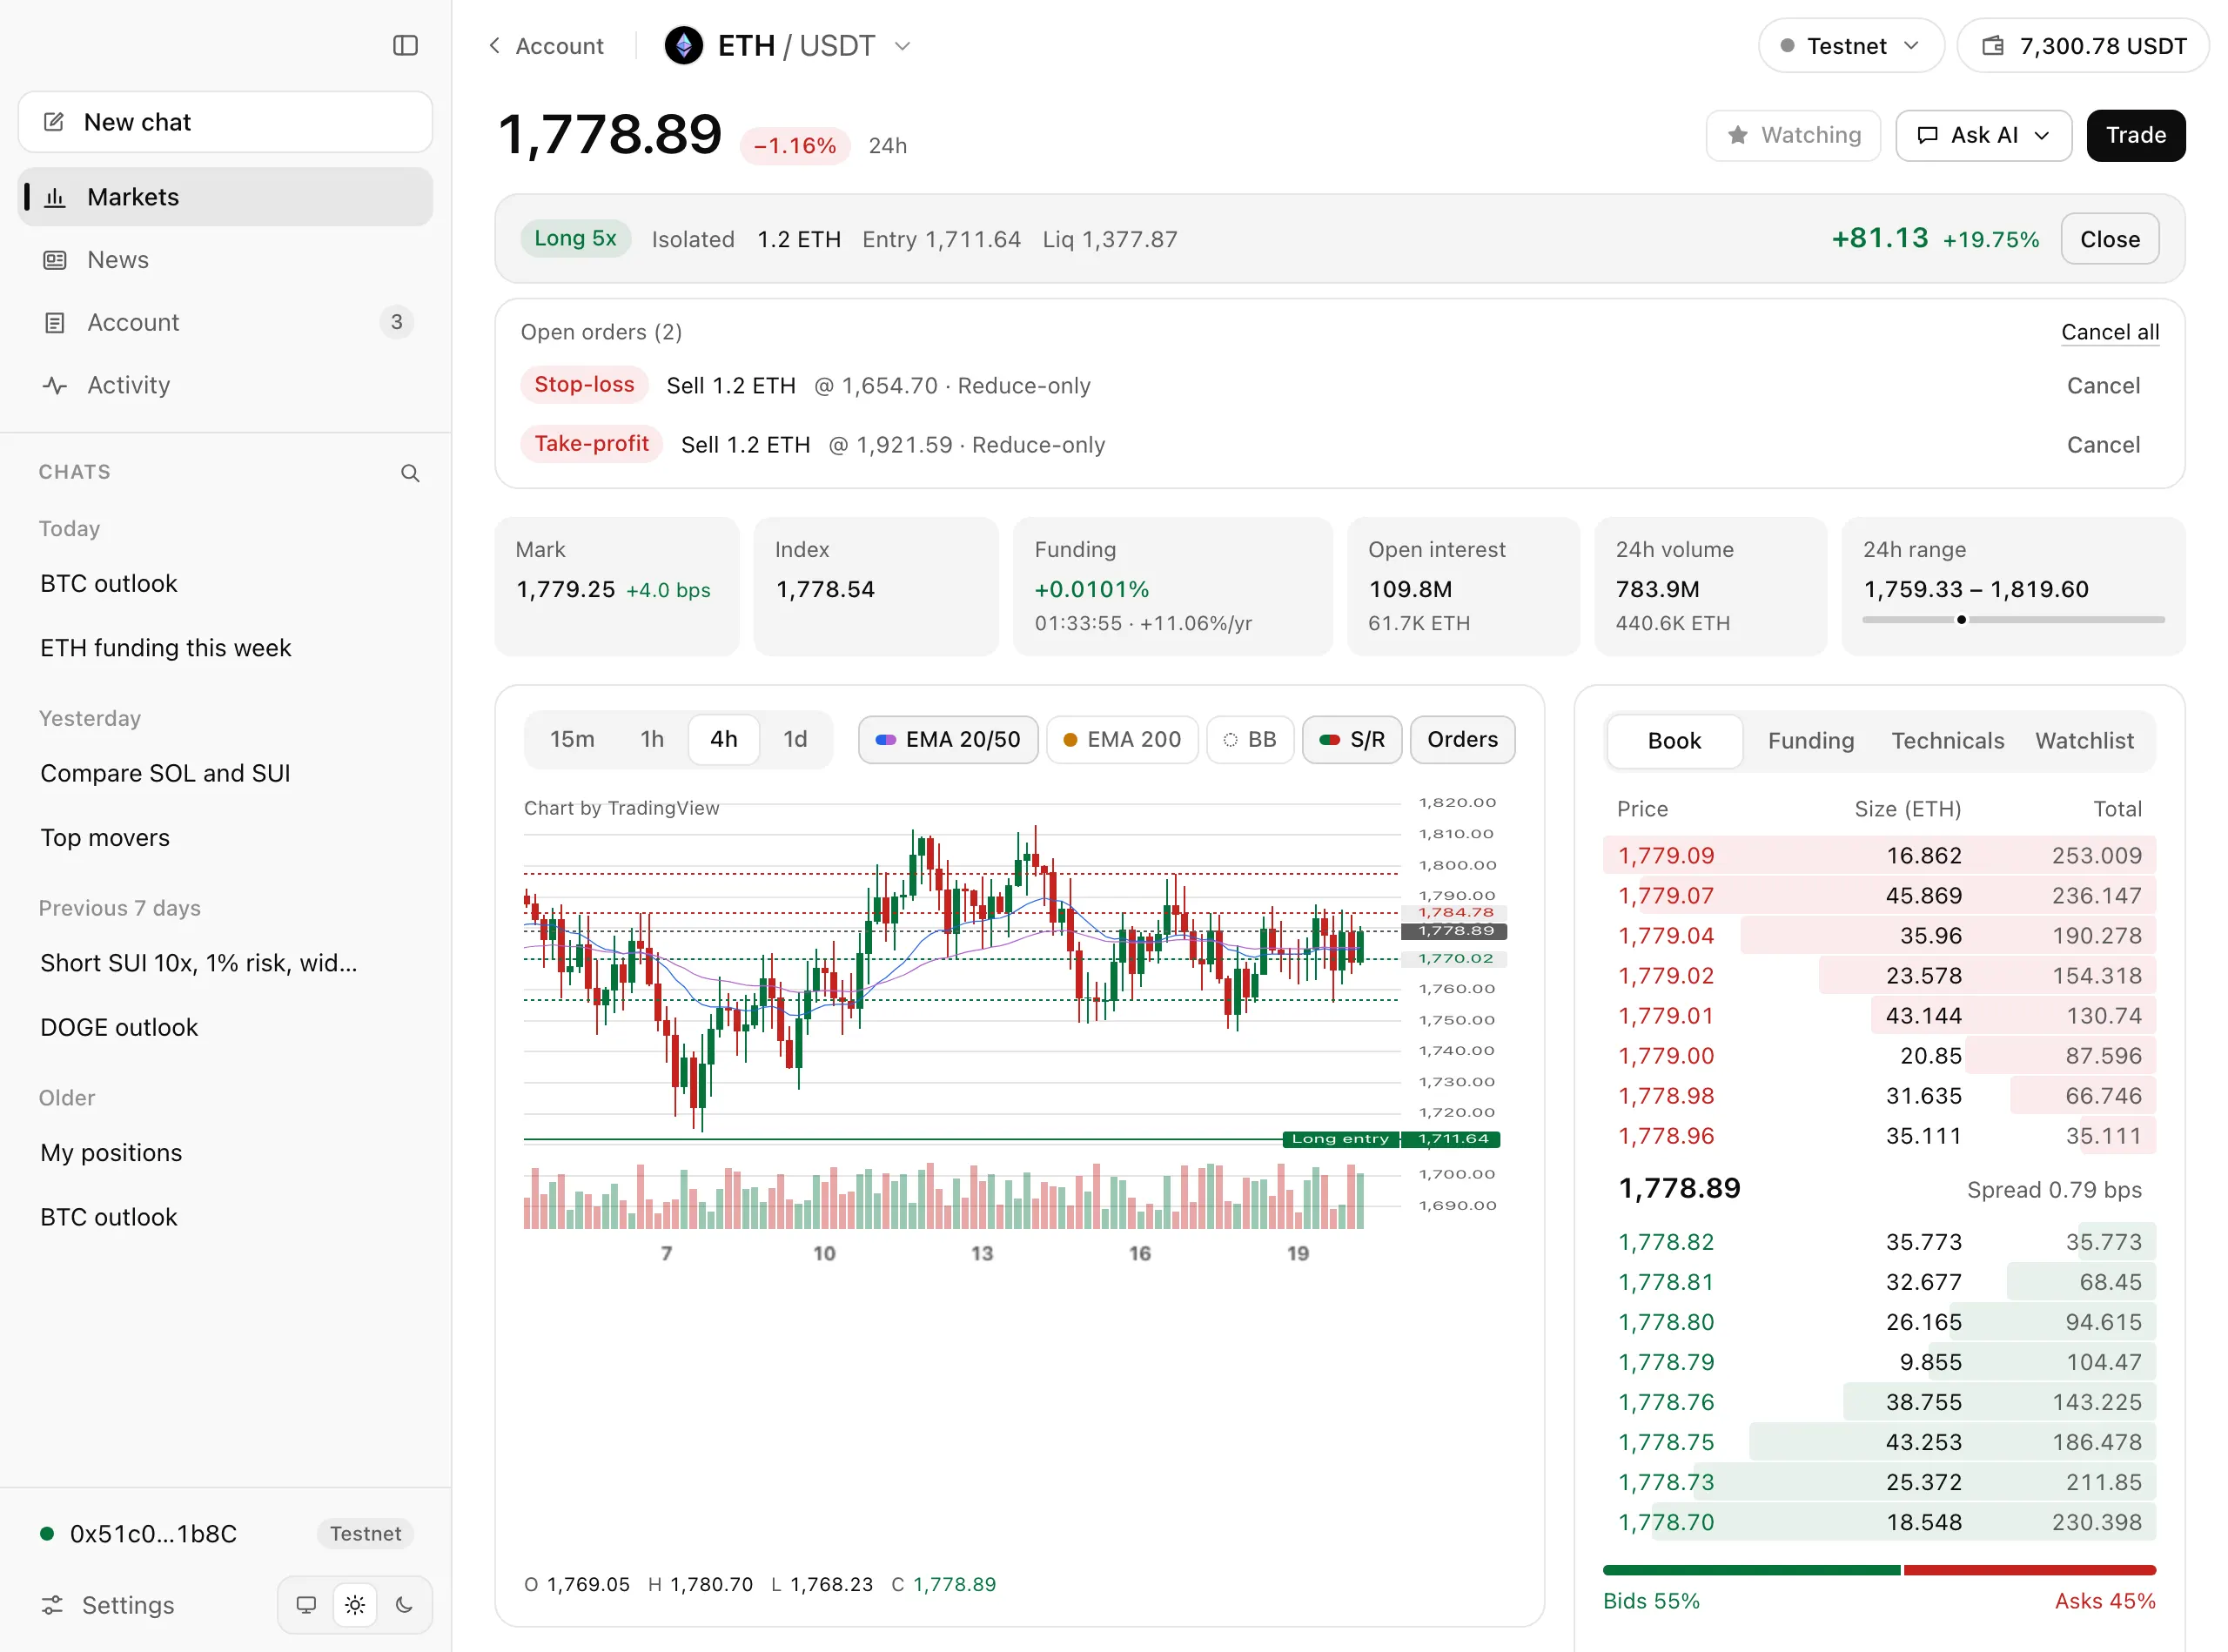 New chat
Markets
News
Account 3
Activity
CHATS
Today
BTC outlook
ETH funding this week
Yesterday
Compare SOL and SUI
Top movers
Previous 7 days
Short SUI 10x, 1% risk, wid...
DOGE outlook
Older
My positions
BTC outlook
0x51c0...1b8C Testnet
Settings
Account ETH / USDT Testnet 7,300.78 USDT
1,778.89 −1.16% 24h Watching Ask AI Trade
Long 5x Isolated 1.2 ETH Entry 1,711.64 Liq 1,377.87 +81.13 +19.75% Close
Open orders (2) Cancel all
Stop-loss Sell 1.2 ETH @ 1,654.70 · Reduce-only Cancel
Take-profit Sell 1.2 ETH @ 1,921.59 · Reduce-only Cancel
Mark
1,779.25 +4.0 bps
Index
1,778.54
Funding
+0.0101%
01:33:55 · +11.06%/yr
Open interest
109.8M
61.7K ETH
24h volume
783.9M
440.6K ETH
24h range
1,759.33 – 1,819.60
15m 1h 4h 1d EMA 20/50 EMA 200 BB S/R Orders
Chart by TradingView
1,820.00
1,810.00
1,800.00
1,790.00
1,784.78
1,778.89
1,770.02
1,760.00
1,750.00
1,740.00
1,730.00
1,720.00
Long entry 1,711.64
1,700.00
1,690.00
7 10 13 16 19
O 1,769.05 H 1,780.70 L 1,768.23 C 1,778.89
Book Funding Technicals Watchlist
Price Size (ETH) Total
1,779.09 16.862 253.009
1,779.07 45.869 236.147
1,779.04 35.96 190.278
1,779.02 23.578 154.318
1,779.01 43.144 130.74
1,779.00 20.85 87.596
1,778.98 31.635 66.746
1,778.96 35.111 35.111
1,778.89 Spread 0.79 bps
1,778.82 35.773 35.773
1,778.81 32.677 68.45
1,778.80 26.165 94.615
1,778.79 9.855 104.47
1,778.76 38.755 143.225
1,778.75 43.253 186.478
1,778.73 25.372 211.85
1,778.70 18.548 230.398
Bids 55% Asks 45%